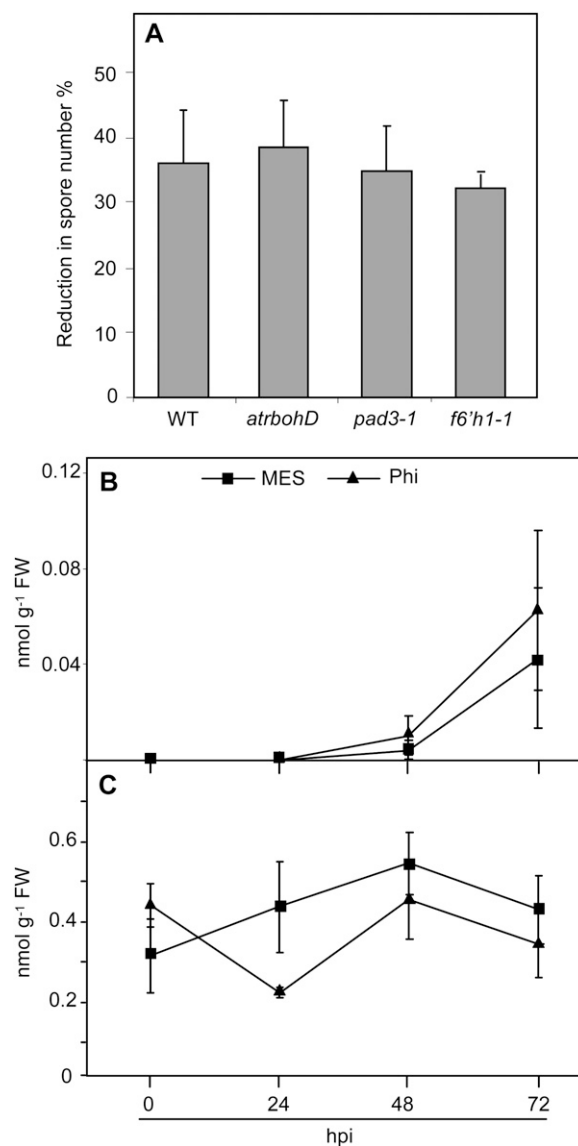 A
Reduction in spore number %
50
40
30
20
10
0
WT atrbohD pad3-1 f6'h1-1
B
MES Phi
nmol g-1 FW
0.12
0.08
0.04
C
nmol g-1 FW
0.6
0.4
0.2
0
0 24 48 72
hpi